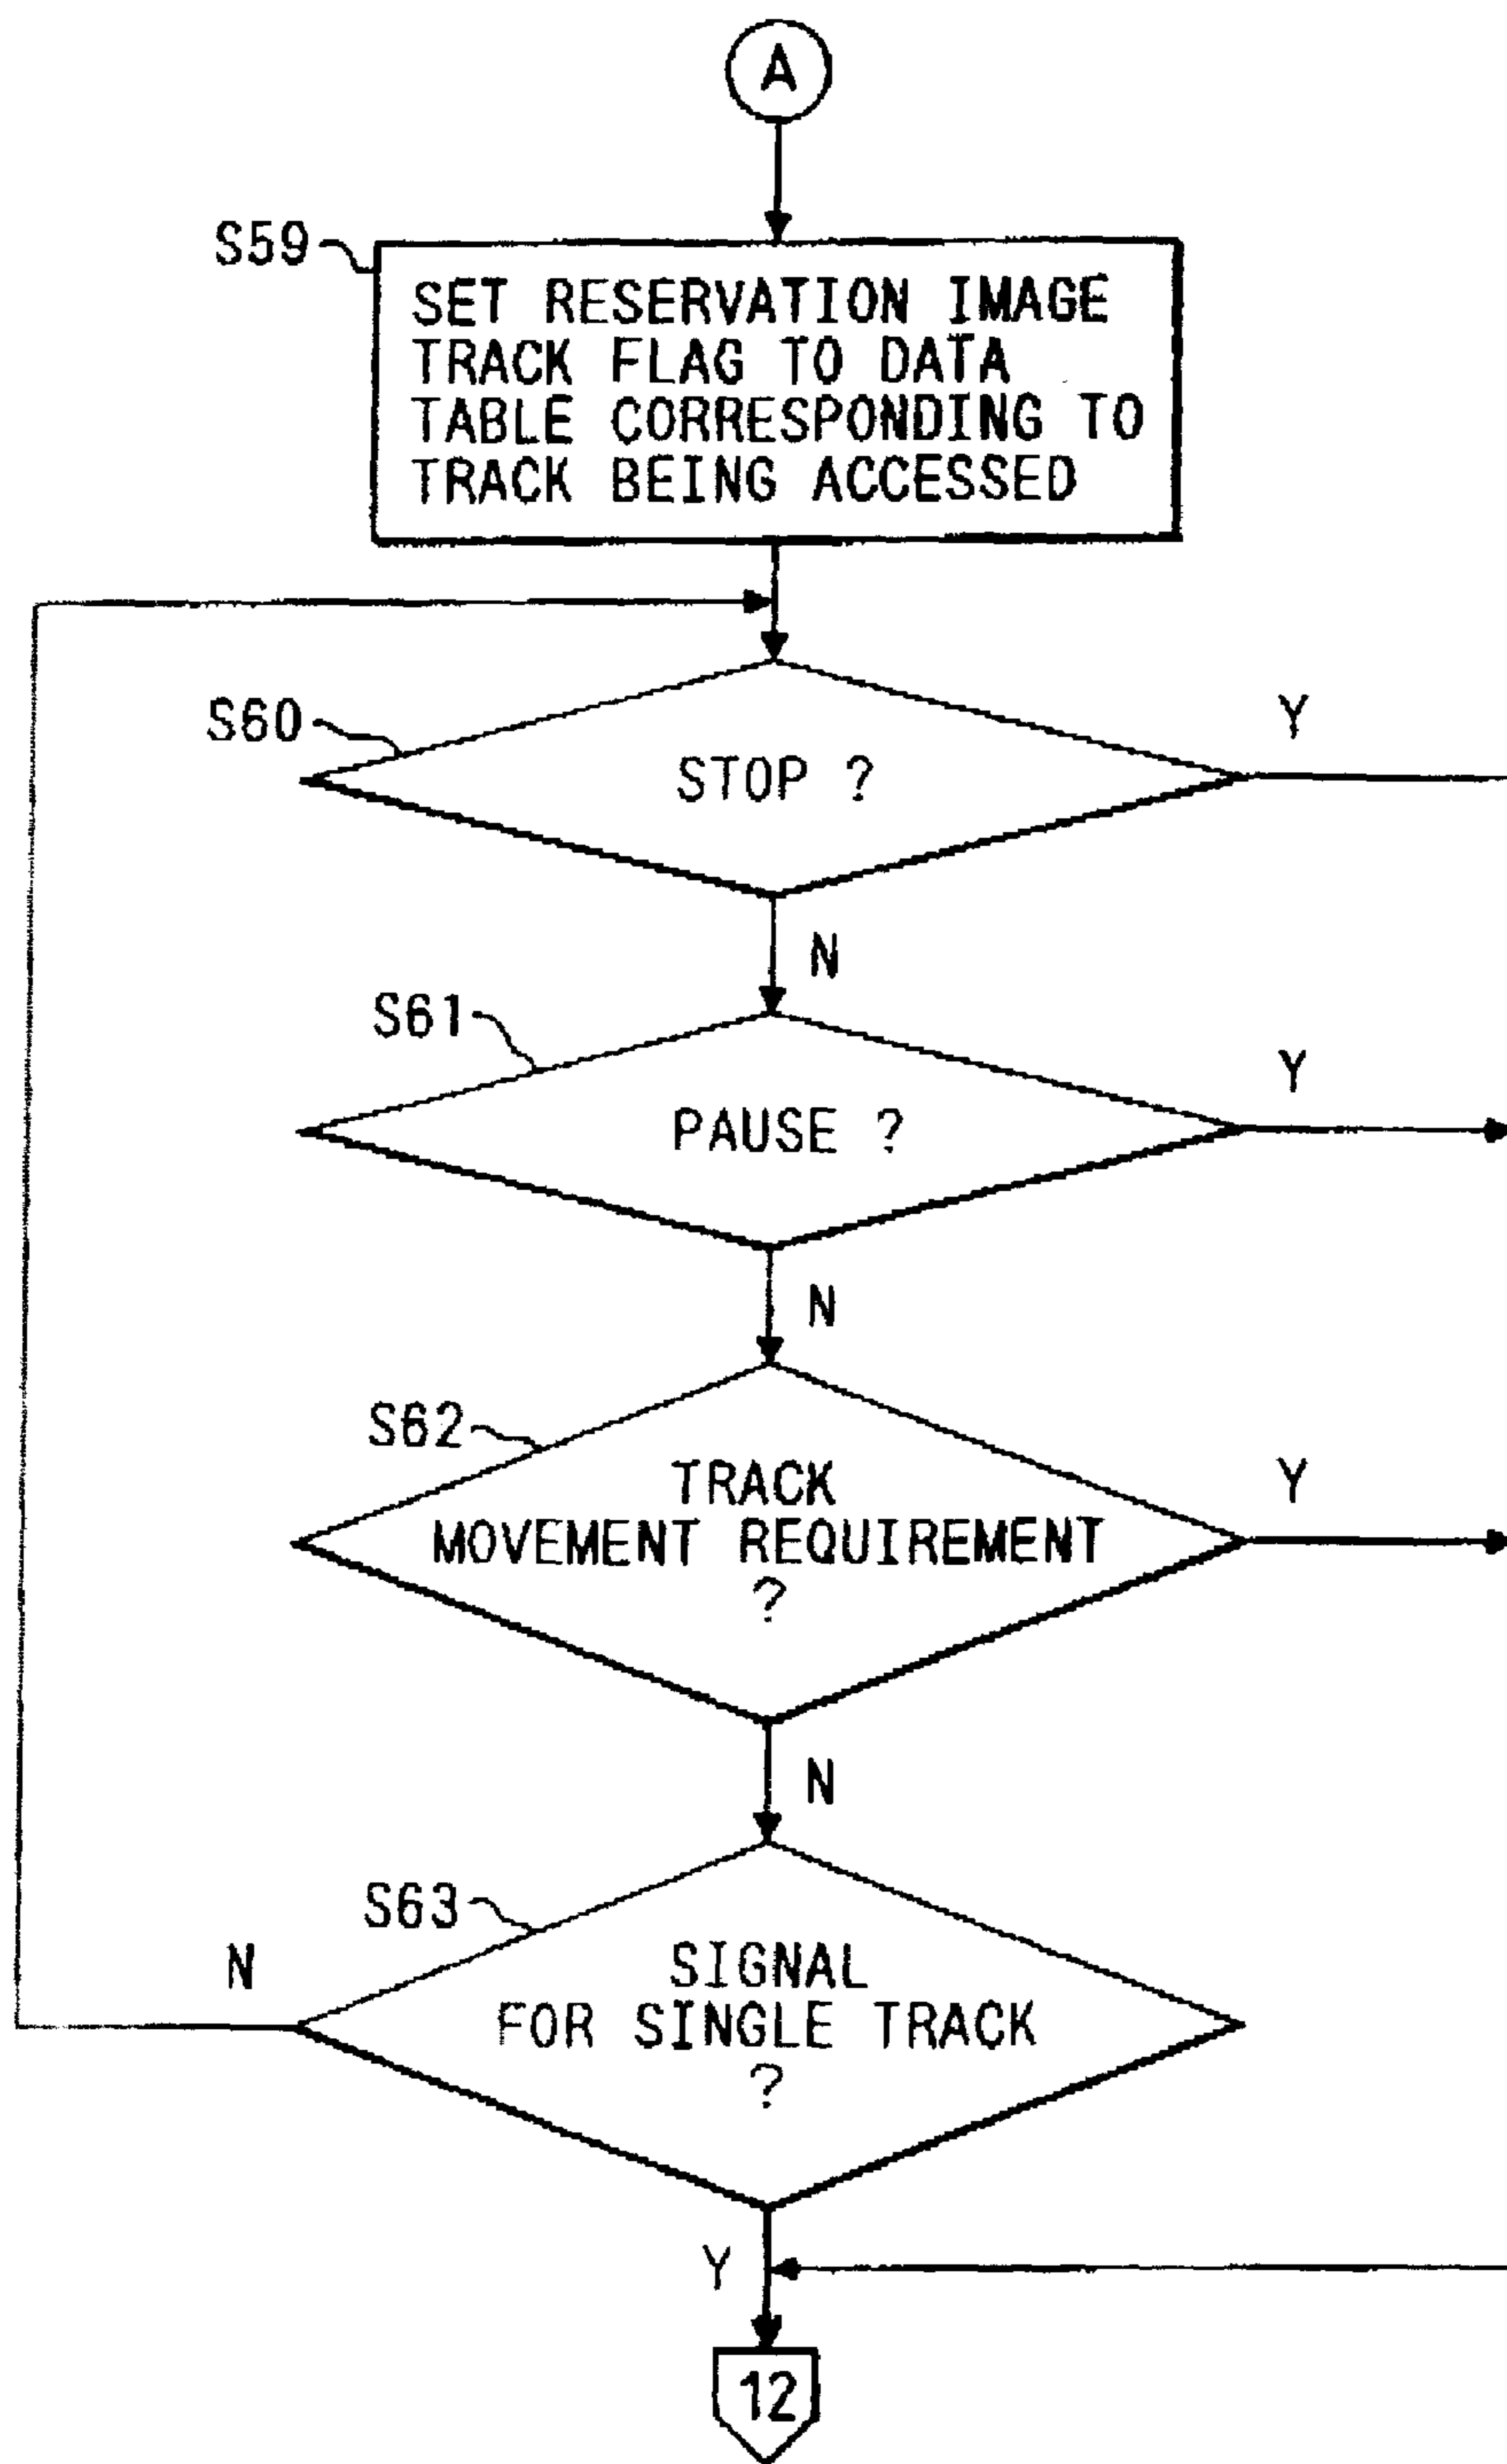 A
S59
SET RESERVATION IMAGE
TRACK FLAG TO DATA
TABLE CORRESPONDING TO
TRACK BEING ACCESSED
S60
STOP ?
Y
N
S61
PAUSE ?
Y
N
S62
TRACK
MOVEMENT REQUIREMENT
?
Y
N
S63
SIGNAL
FOR SINGLE TRACK
?
N
Y
12